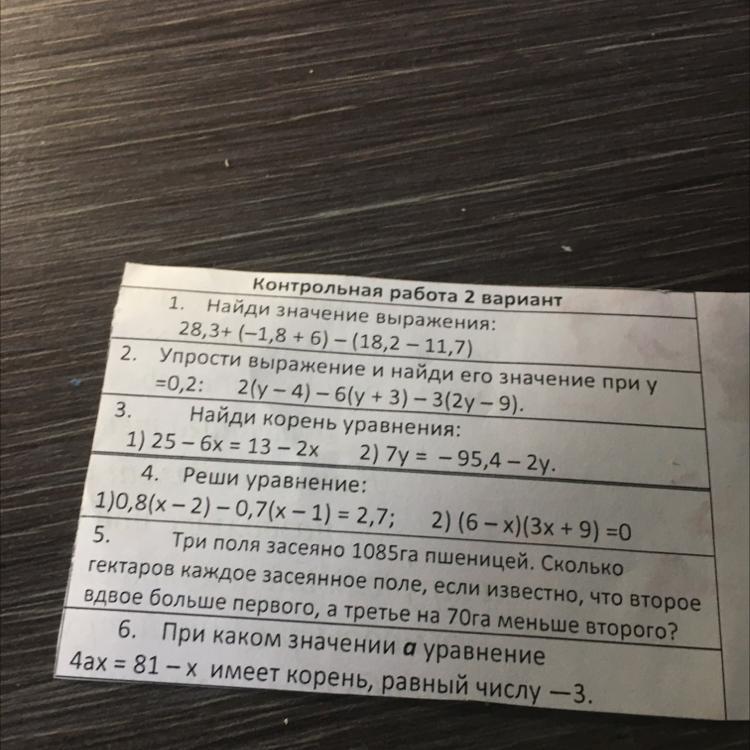 Контрольная работа 2 вариант
1. Найди значение выражения:
28,3+ (−1,8 + 6) − (18,2 − 11,7)
2. Упрости выражение и найди его значение при у
=0,2: 2(у − 4) − 6(у + 3) − 3(2у − 9).
3. Найди корень уравнения:
1) 25 − 6х = 13 − 2х 2) 7у = − 95,4 − 2у.
4. Реши уравнение:
1)0,8(х − 2) − 0,7(х − 1) = 2,7; 2) (6 − х)(3х + 9) =0
5. Три поля засеяно 1085га пшеницей. Сколько
гектаров каждое засеянное поле, если известно, что второе
вдвое больше первого, а третье на 70га меньше второго?
6. При каком значении а уравнение
4ах = 81 − х имеет корень, равный числу —3.